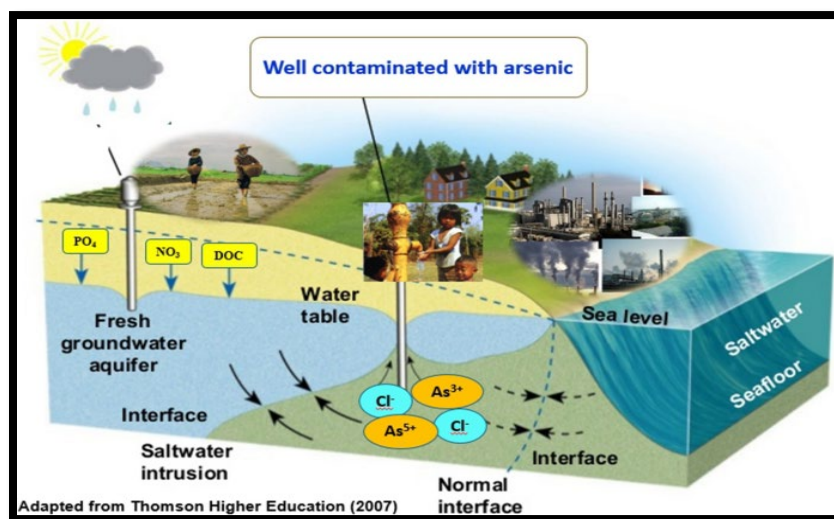 Well contaminated with arsenic
PO₄
NO₃
DOC
Water
table
Sea level
Saltwater
Seafloor
Fresh
groundwater
aquifer
Cl⁻
As³⁺
As⁵⁺
Cl⁻
Interface
Saltwater
intrusion
Interface
Normal
interface
Adapted from Thomson Higher Education (2007)